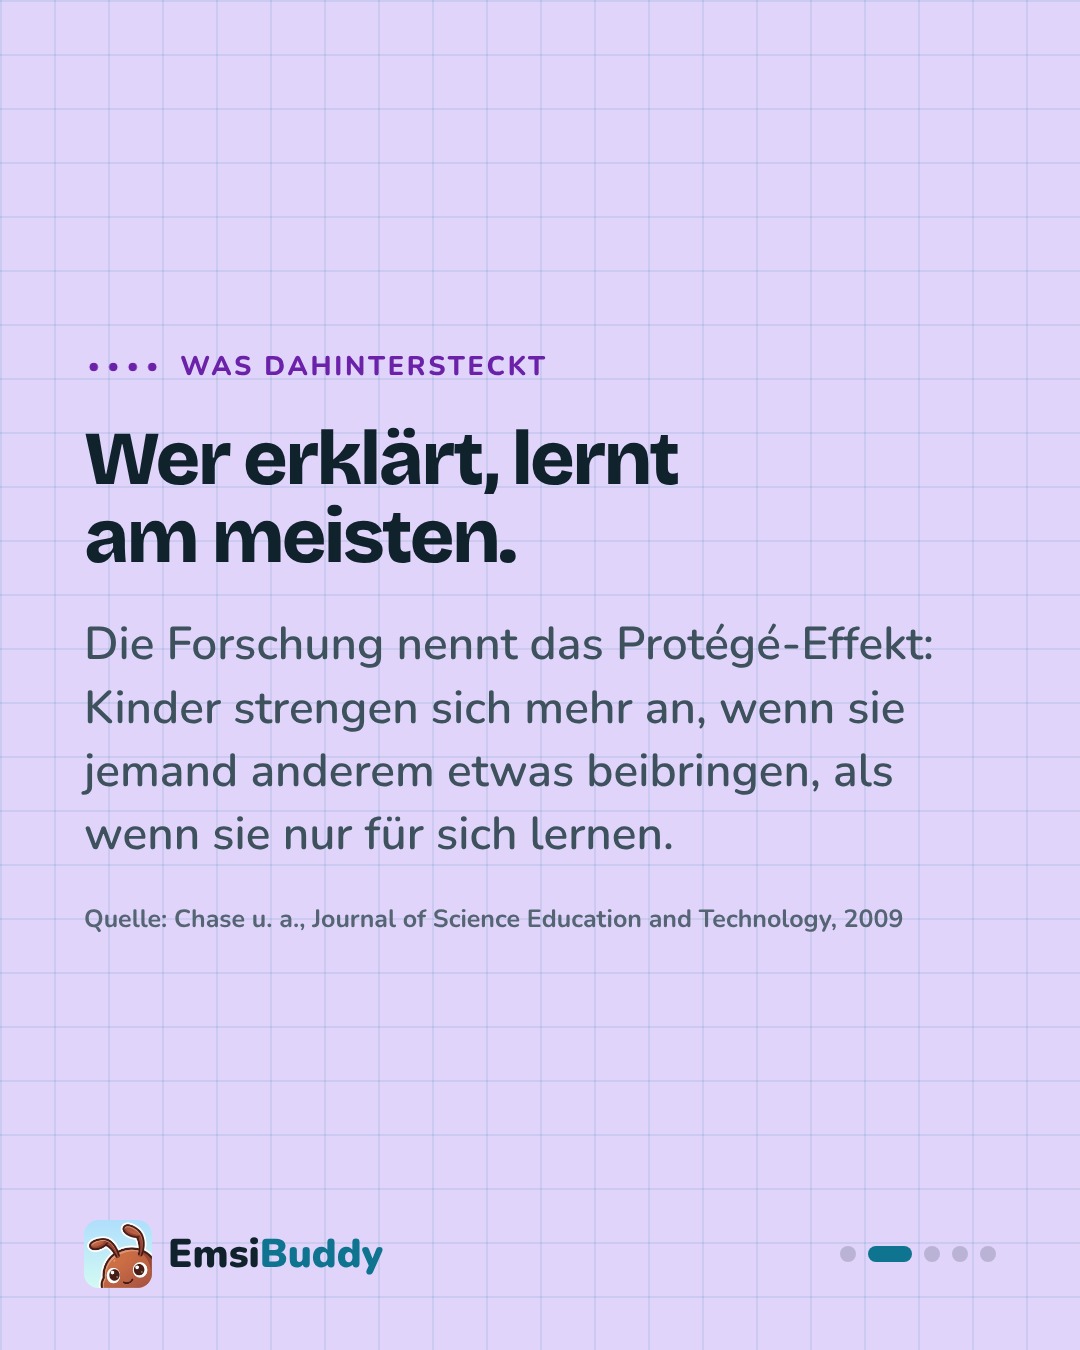 WAS DAHINTERSTECKT
Wer erklärt, lernt
am meisten.
Die Forschung nennt das Protégé-Effekt:
Kinder strengen sich mehr an, wenn sie
jemand anderem etwas beibringen, als
wenn sie nur für sich lernen.
Quelle: Chase u. a., Journal of Science Education and Technology, 2009
EmsiBuddy